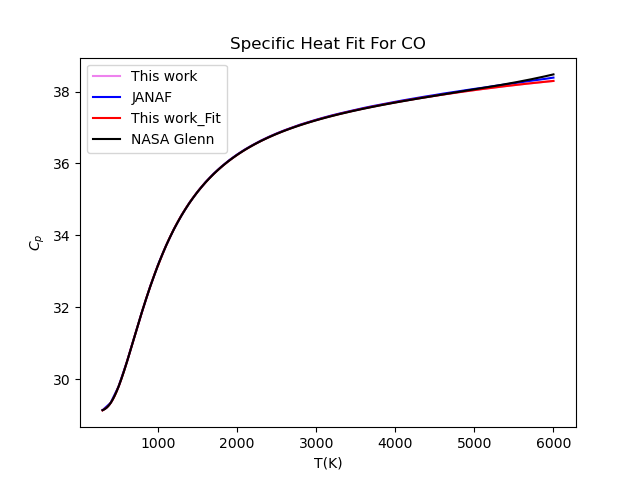 Specific Heat Fit For CO
This work
JANAF
This work_Fit
NASA Glenn
38
36
34
32
30
C_p
1000 2000 3000 4000 5000 6000
T(K)